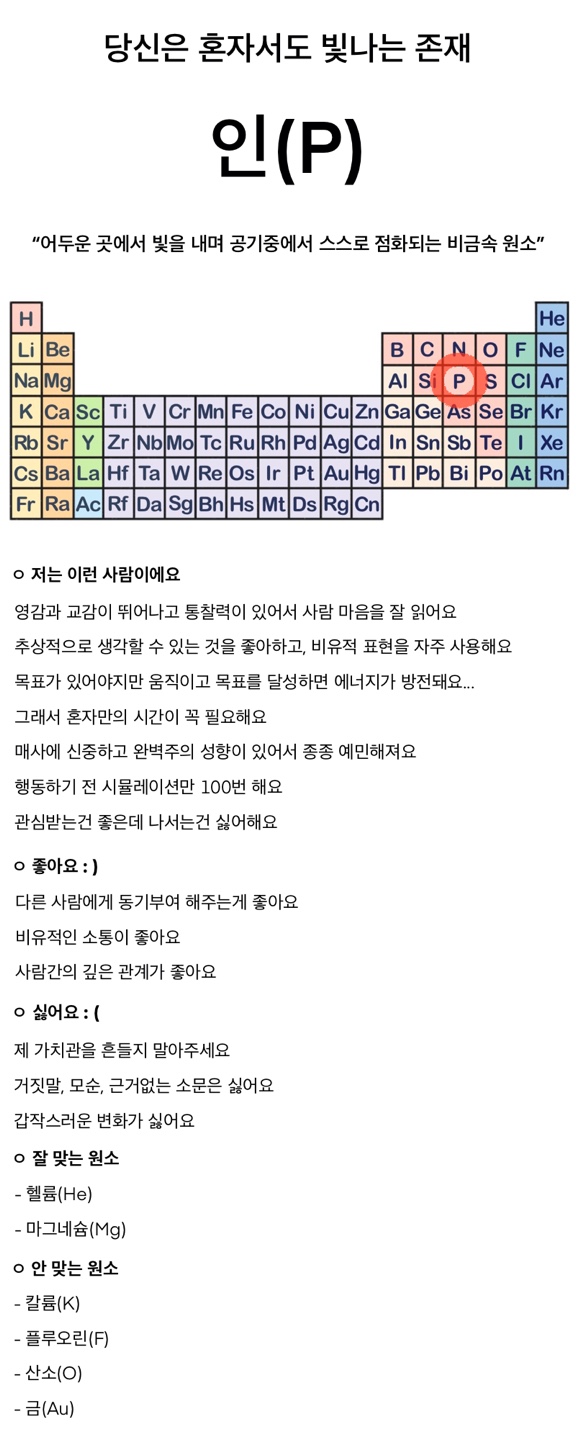 당신은 혼자서도 빛나는 존재
인(P)
“어두운 곳에서 빛을 내며 공기중에서 스스로 점화되는 비금속 원소”
H He
Li Be B C N O F Ne
Na Mg Al Si P S Cl Ar
K Ca Sc Ti V Cr Mn Fe Co Ni Cu Zn Ga Ge As Se Br Kr
Rb Sr Y Zr Nb Mo Tc Ru Rh Pd Ag Cd In Sn Sb Te I Xe
Cs Ba La Hf Ta W Re Os Ir Pt Au Hg Tl Pb Bi Po At Rn
Fr Ra Ac Rf Da Sg Bh Hs Mt Ds Rg Cn
ㅇ 저는 이런 사람이에요
영감과 교감이 뛰어나고 통찰력이 있어서 사람 마음을 잘 읽어요
추상적으로 생각할 수 있는 것을 좋아하고, 비유적 표현을 자주 사용해요
목표가 있어야지만 움직이고 목표를 달성하면 에너지가 방전돼요...
그래서 혼자만의 시간이 꼭 필요해요
매사에 신중하고 완벽주의 성향이 있어서 종종 예민해져요
행동하기 전 시뮬레이션만 100번 해요
관심받는건 좋은데 나서는건 싫어해요
ㅇ 좋아요 : )
다른 사람에게 동기부여 해주는게 좋아요
비유적인 소통이 좋아요
사람간의 깊은 관계가 좋아요
ㅇ 싫어요 : (
제 가치관을 흔들지 말아주세요
거짓말, 모순, 근거없는 소문은 싫어요
갑작스러운 변화가 싫어요
ㅇ 잘 맞는 원소
- 헬륨(He)
- 마그네슘(Mg)
ㅇ 안 맞는 원소
- 칼륨(K)
- 플루오린(F)
- 산소(O)
- 금(Au)